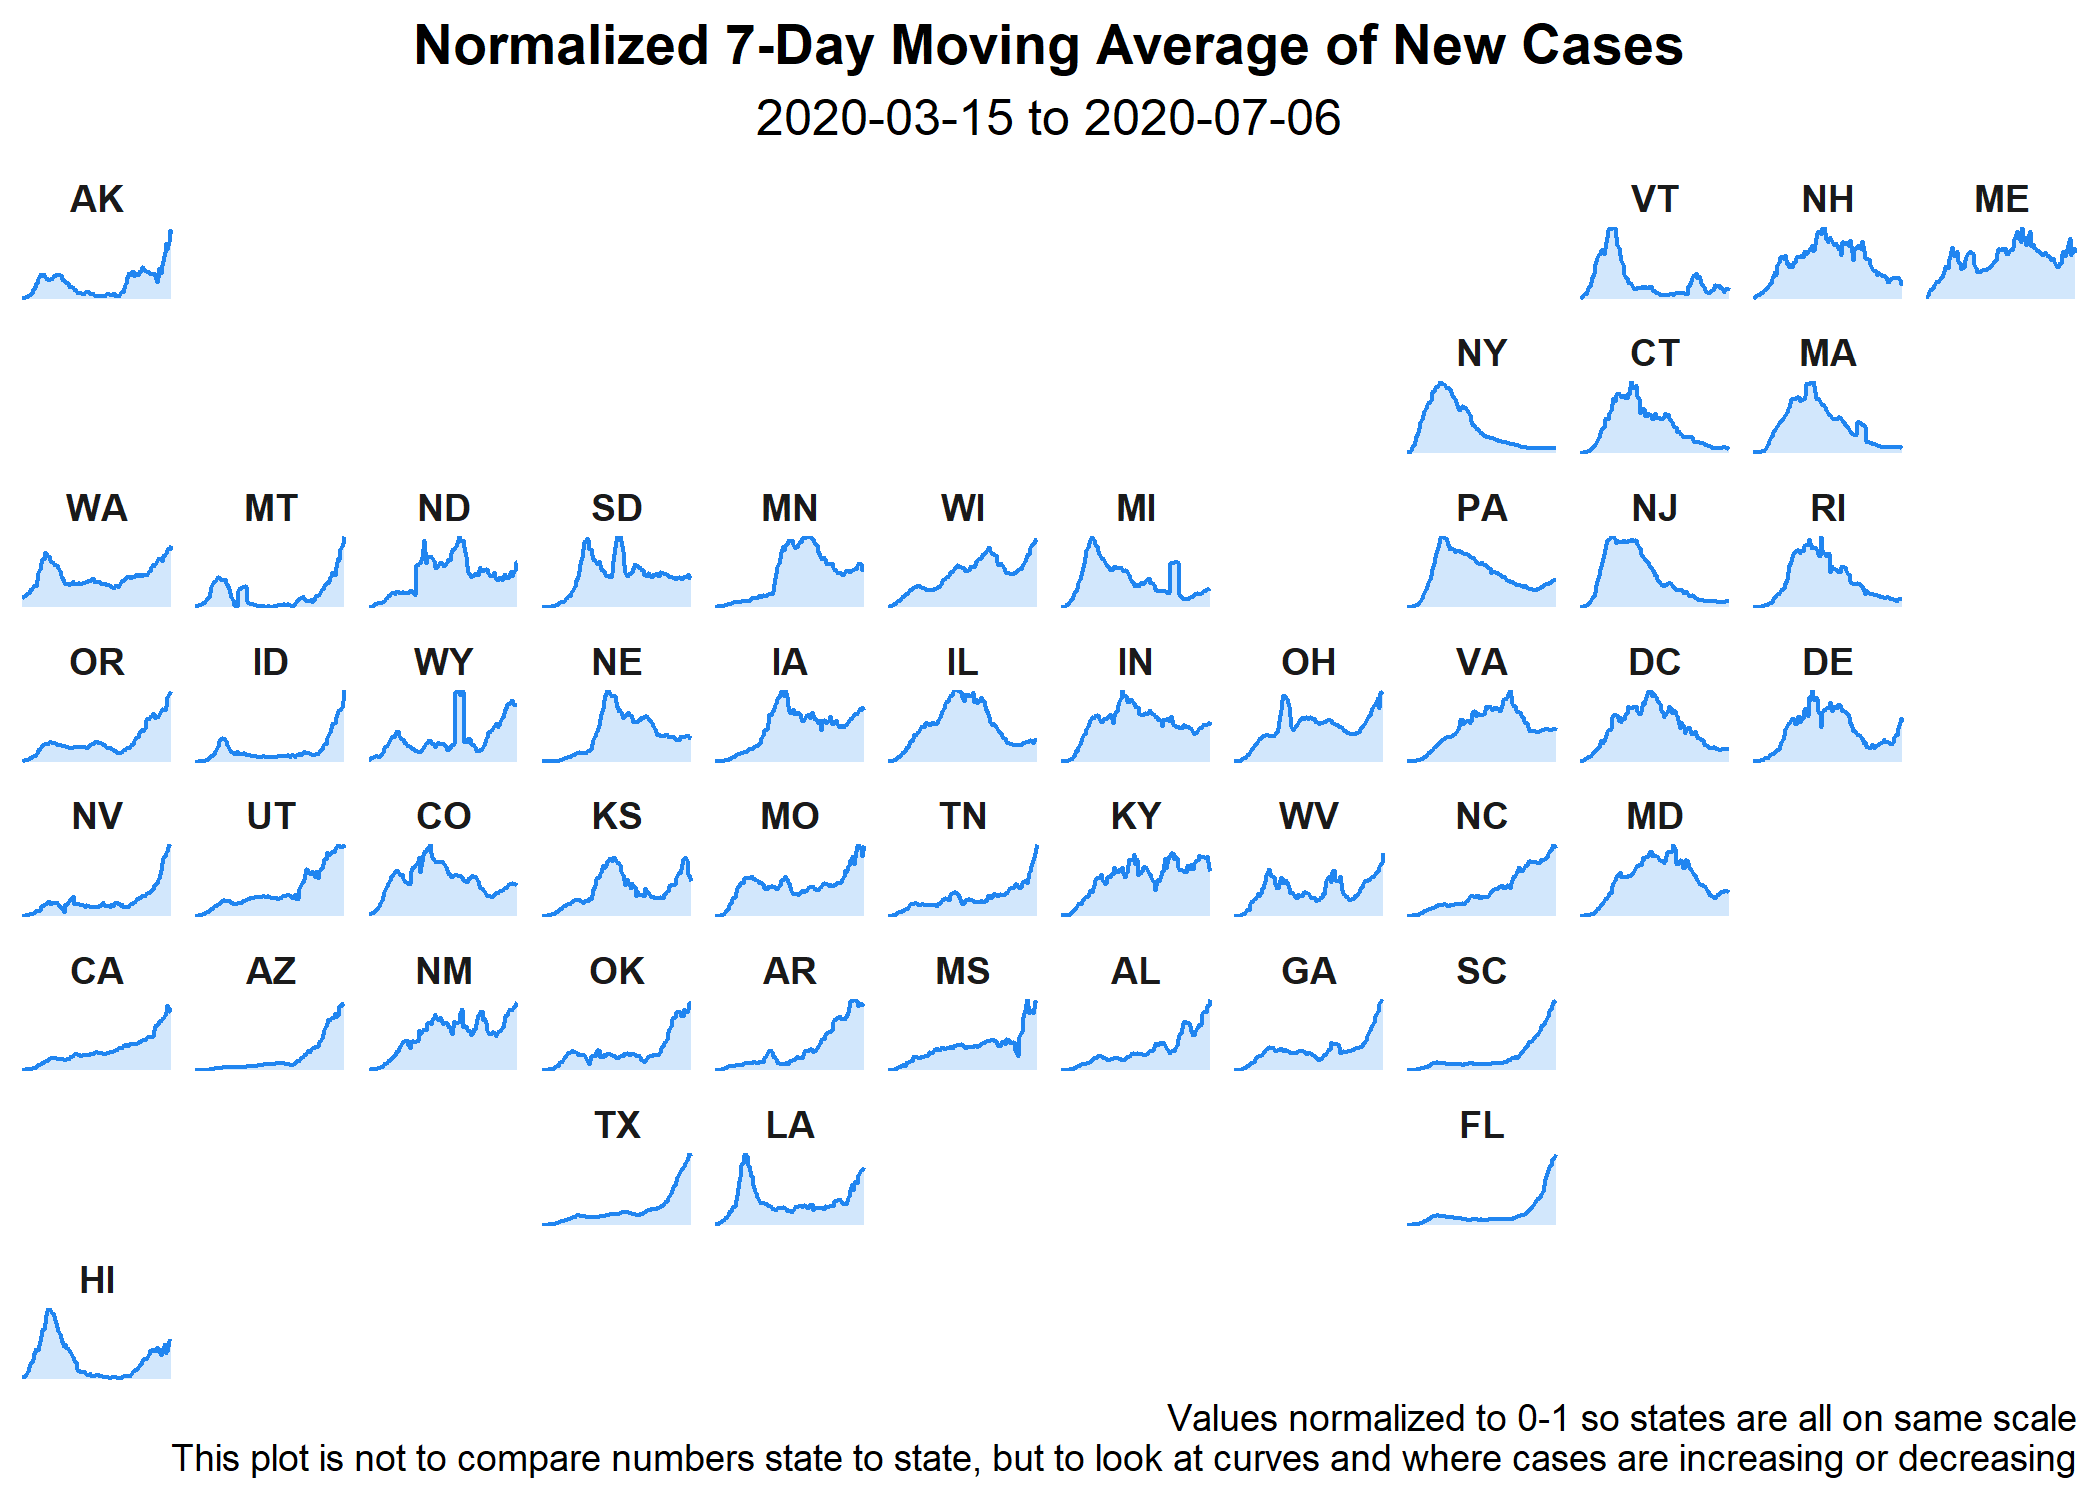 Normalized 7-Day Moving Average of New Cases
2020-03-15 to 2020-07-06
AK VT NH ME
NY CT MA
WA MT ND SD MN WI MI PA NJ RI
OR ID WY NE IA IL IN OH VA DC DE
NV UT CO KS MO TN KY WV NC MD
CA AZ NM OK AR MS AL GA SC
TX LA FL
HI
Values normalized to 0-1 so states are all on same scale
This plot is not to compare numbers state to state, but to look at curves and where cases are increasing or decreasing